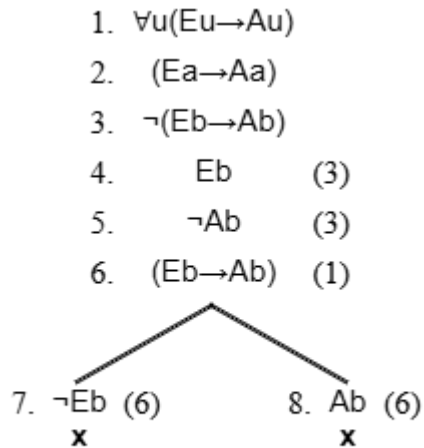 1. ∀u(Eu→Au)
2. (Ea→Aa)
3. ¬(Eb→Ab)
4. Eb (3)
5. ¬Ab (3)
6. (Eb→Ab) (1)
7. ¬Eb (6) 8. Ab (6)
x x